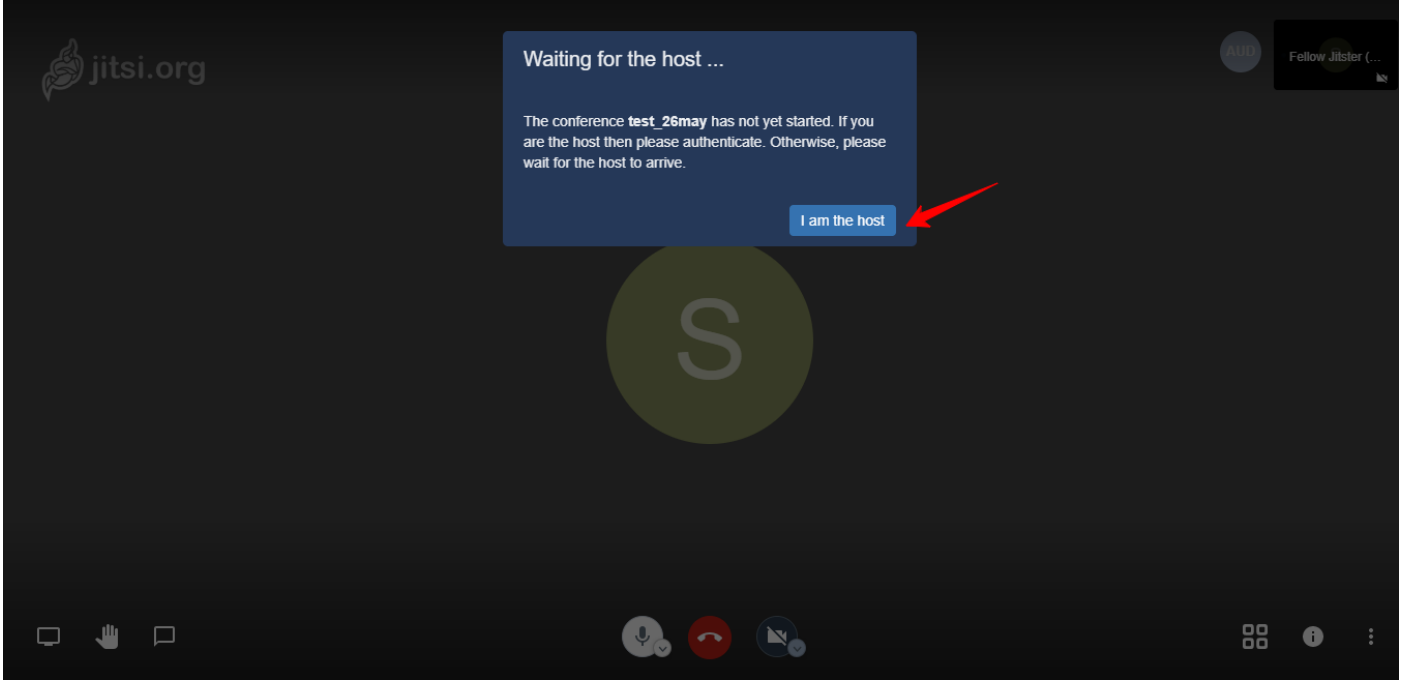 jitsi.org
Waiting for the host ...
AUD
Fellow Jitster (...
The conference test_26may has not yet started. If you
are the host then please authenticate. Otherwise, please
wait for the host to arrive.
I am the host
S